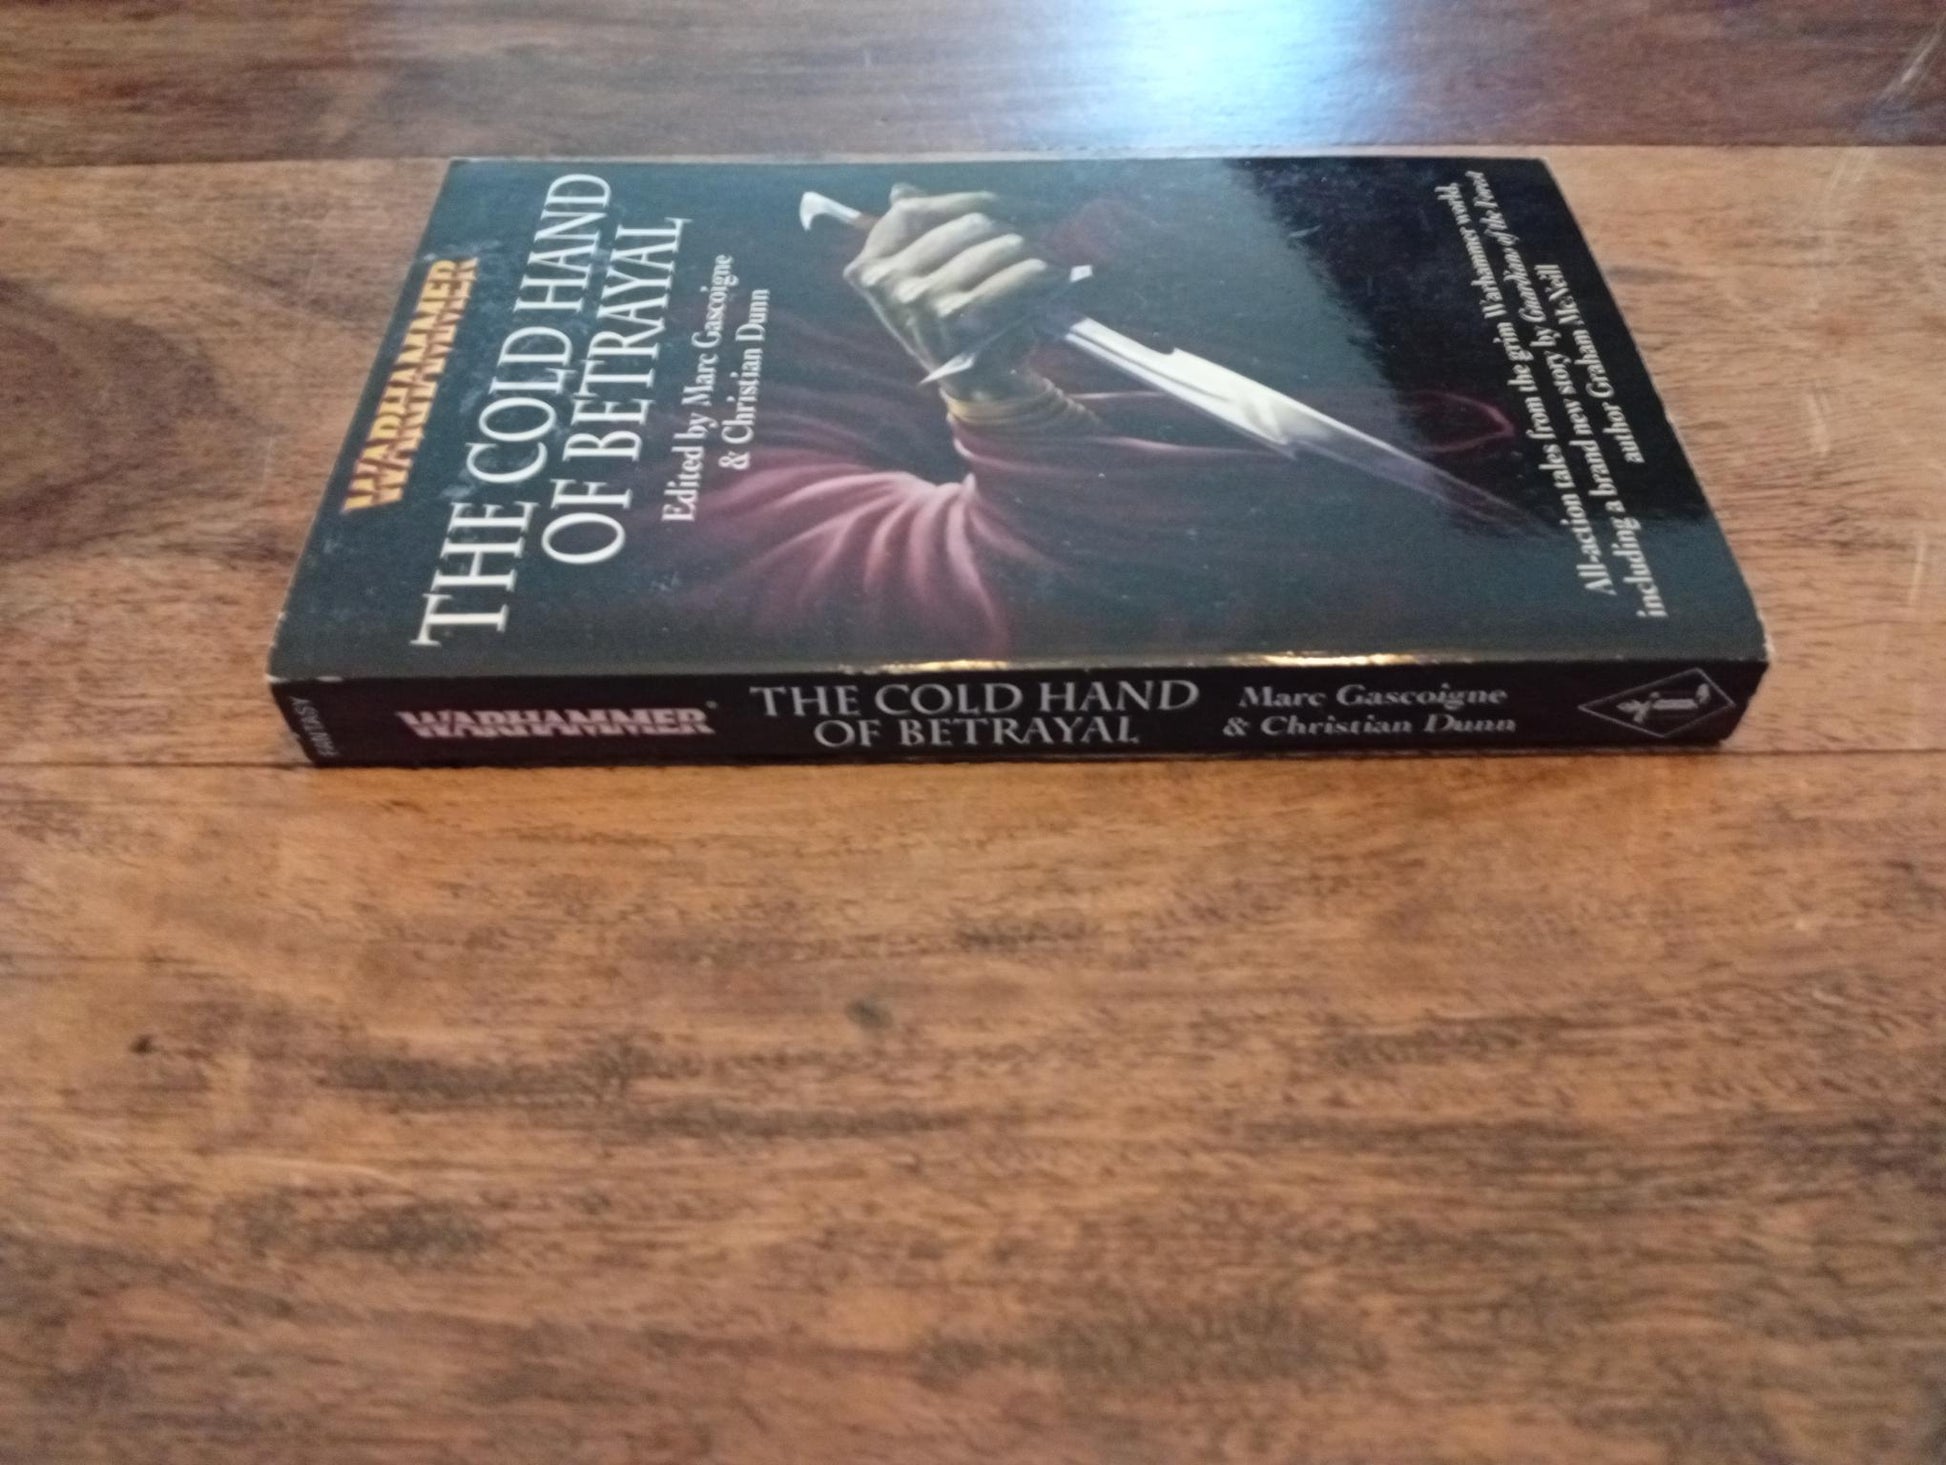 WARHAMMER
THE COLD HAND
OF BETRAYAL
Edited by Marc Gascoigne
& Christian Dunn
All-action tales from the grim Warhammer world,
including a brand new story by Guardians of the Forest
author Graham McNeill
FANTASY
WARHAMMER®
THE COLD HAND
OF BETRAYAL
Marc Gascoigne
& Christian Dunn